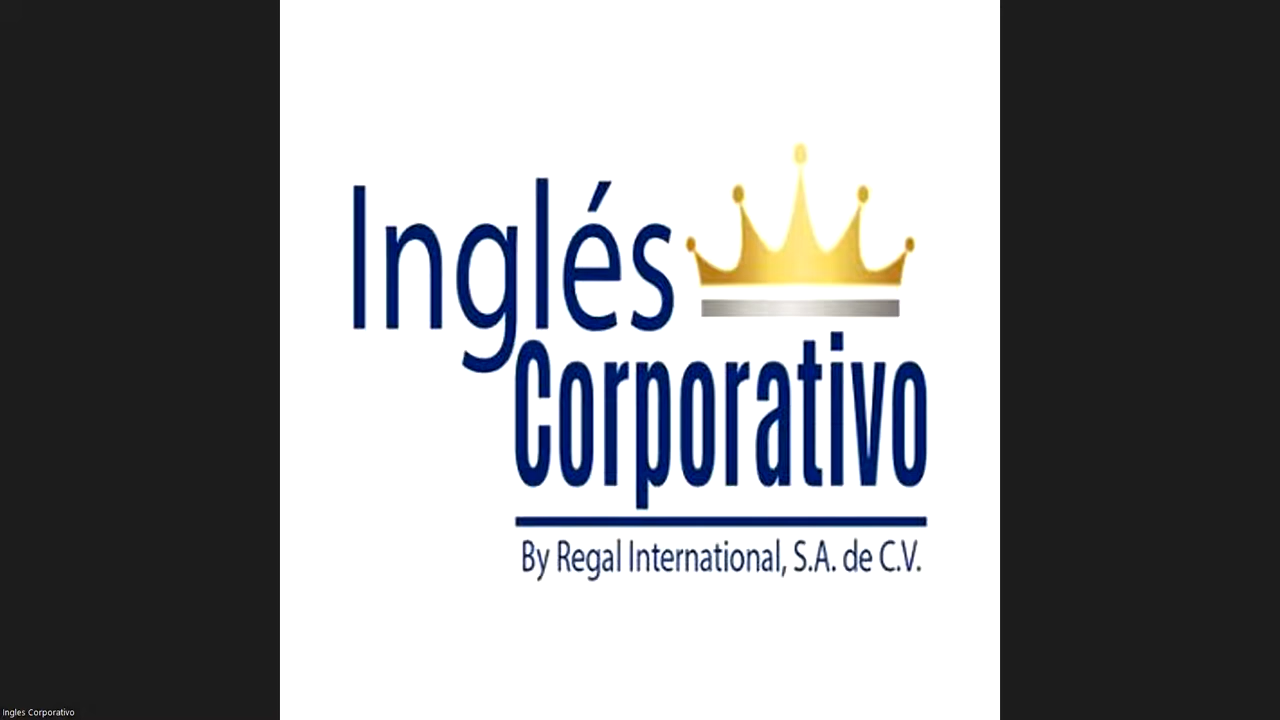 Inglés
Corporativo
By Regal International, S.A. de C.V.
Ingles Corporativo